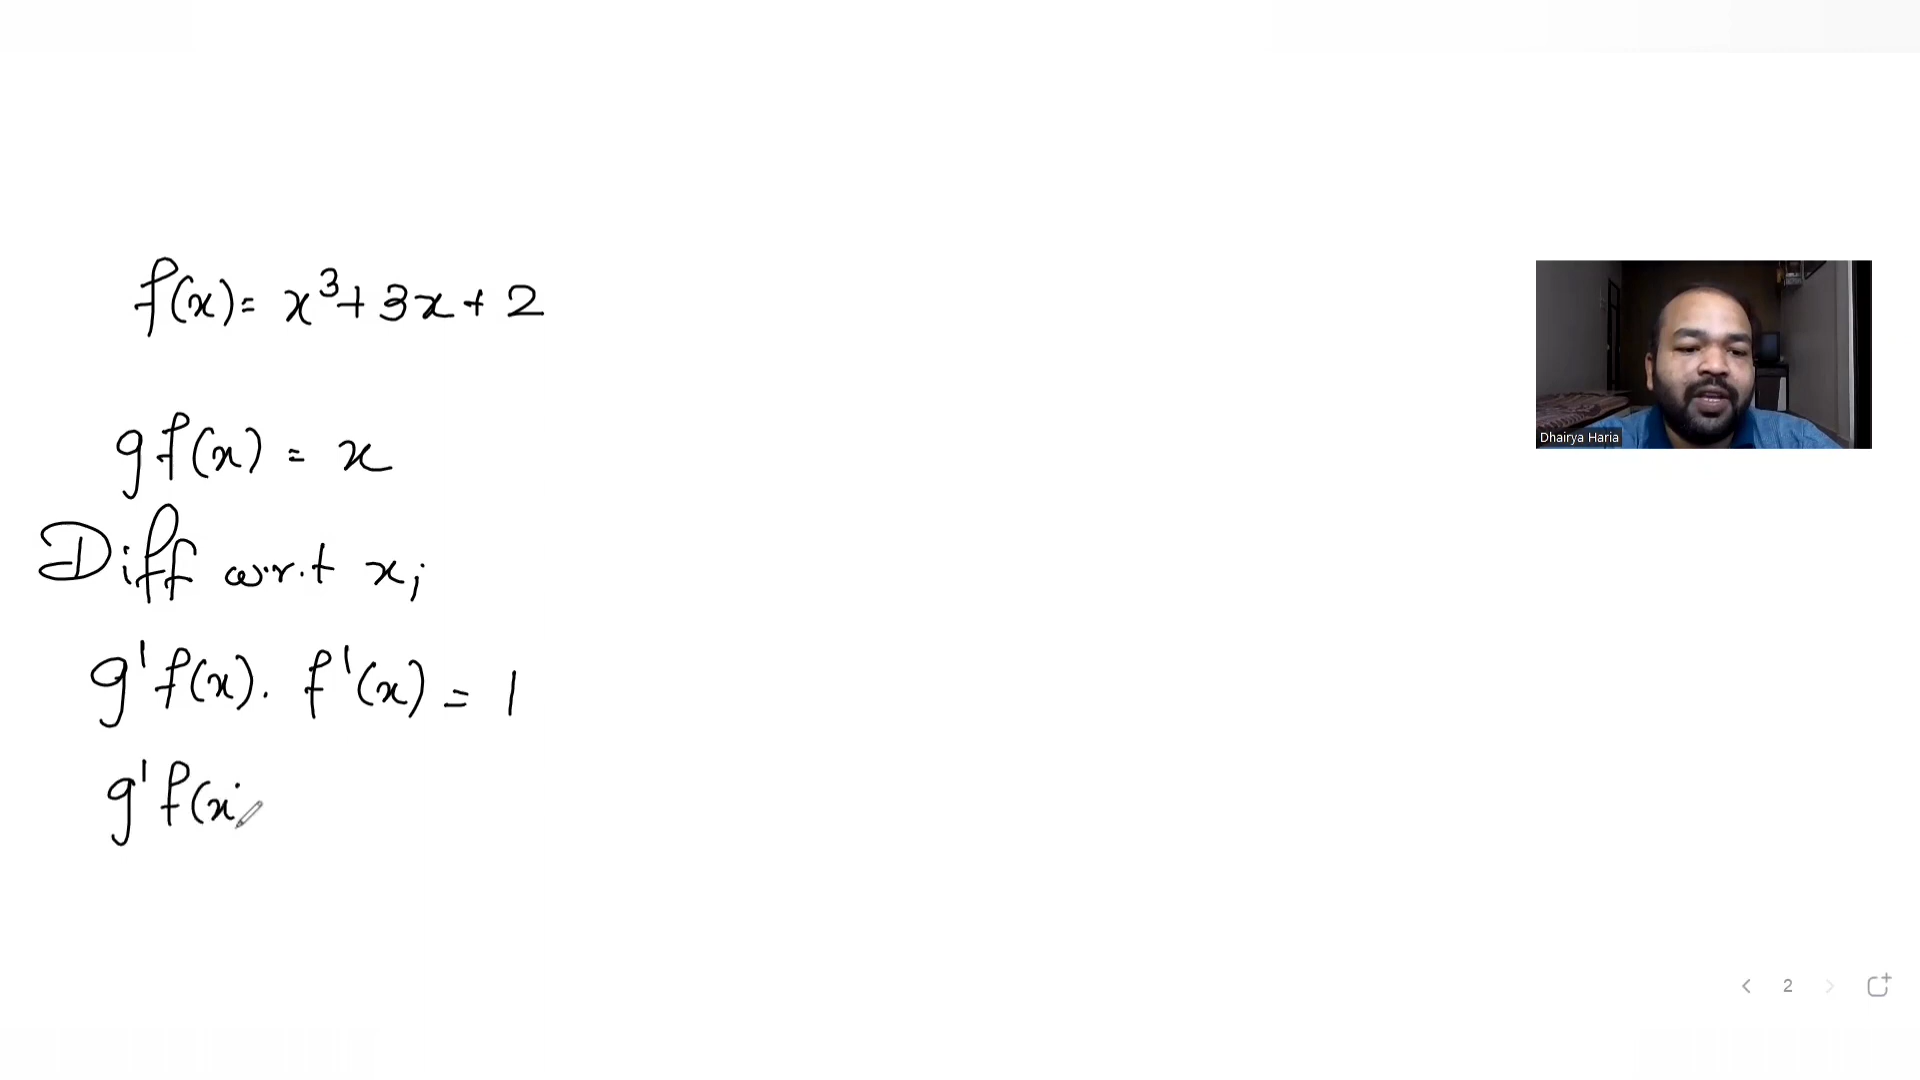 f(x)= x³+3x+2
gf(x) = x
Diff w.r.t x;
g'f(x). f'(x) = 1
g'f(x
Dhairya Haria
2